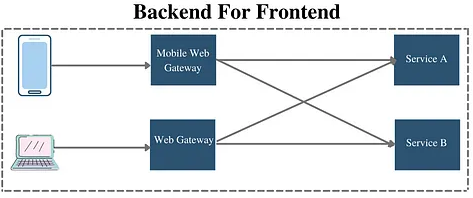 Backend For Frontend
Mobile Web
Gateway
Service A
Web Gateway
Service B